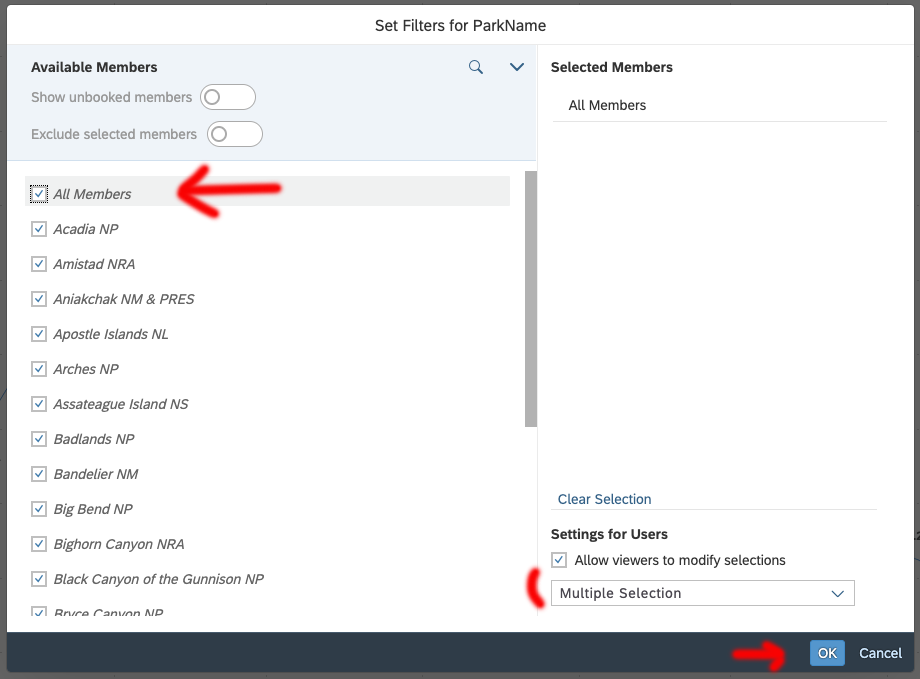 Set Filters for ParkName
Available Members
Show unbooked members
Exclude selected members
All Members
Acadia NP
Amistad NRA
Aniakchak NM & PRES
Apostle Islands NL
Arches NP
Assateague Island NS
Badlands NP
Bandelier NM
Big Bend NP
Bighorn Canyon NRA
Black Canyon of the Gunnison NP
Bryce Canyon NP
Selected Members
All Members
Clear Selection
Settings for Users
Allow viewers to modify selections
Multiple Selection
OK
Cancel